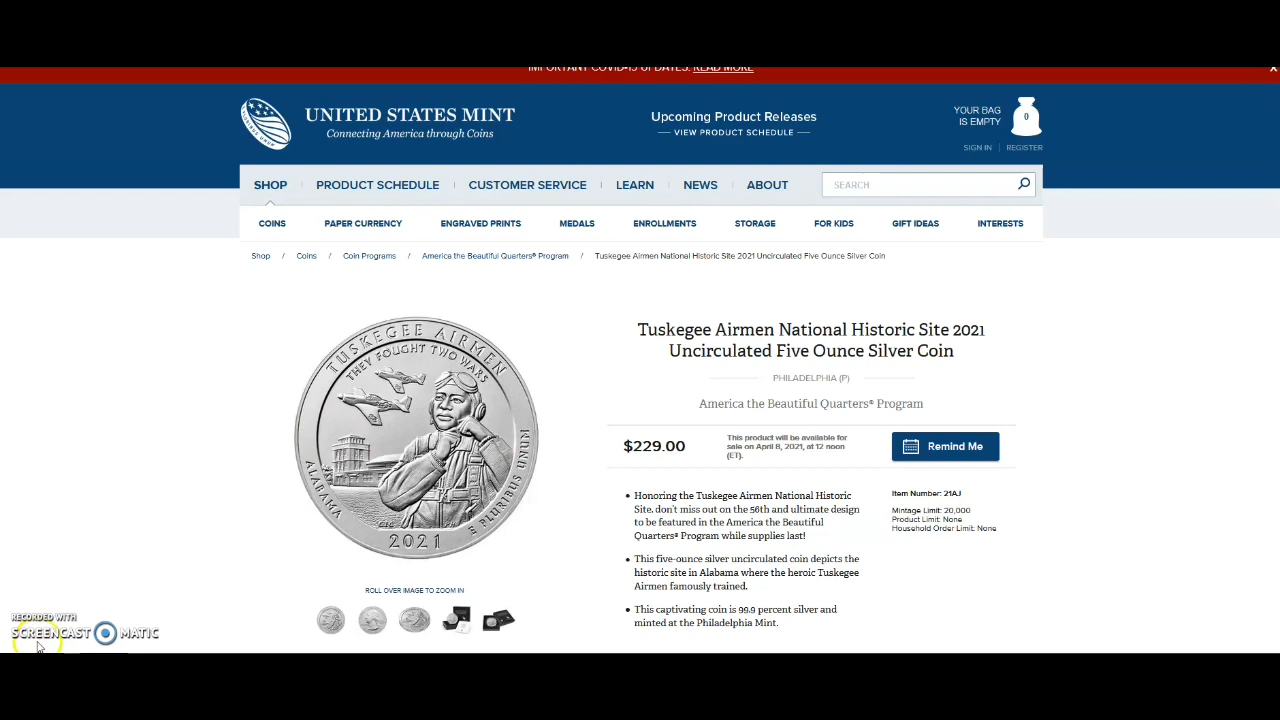 IMPORTANT COVID-19 UPDATES. READ MORE
X
UNITED STATES MINT
Connecting America through Coins
Upcoming Product Releases
VIEW PRODUCT SCHEDULE
YOUR BAG
IS EMPTY
0
SIGN IN | REGISTER
SHOP
PRODUCT SCHEDULE
CUSTOMER SERVICE
LEARN
NEWS
ABOUT
SEARCH
COINS
PAPER CURRENCY
ENGRAVED PRINTS
MEDALS
ENROLLMENTS
STORAGE
FOR KIDS
GIFT IDEAS
INTERESTS
Shop / Coins / Coin Programs / America the Beautiful Quarters® Program / Tuskegee Airmen National Historic Site 2021 Uncirculated Five Ounce Silver Coin
TUSKEGEE AIRMEN
THEY FOUGHT TWO WARS
ALABAMA
2021
E PLURIBUS UNUM
ROLL OVER IMAGE TO ZOOM IN
Tuskegee Airmen National Historic Site 2021
Uncirculated Five Ounce Silver Coin
PHILADELPHIA (P)
America the Beautiful Quarters® Program
$229.00
This product will be available for
sale on April 8, 2021, at 12 noon
(ET).
Remind Me
• Honoring the Tuskegee Airmen National Historic
Site, don't miss out on the 56th and ultimate design
to be featured in the America the Beautiful
Quarters® Program while supplies last!
• This five-ounce silver uncirculated coin depicts the
historic site in Alabama where the heroic Tuskegee
Airmen famously trained.
• This captivating coin is 99.9 percent silver and
minted at the Philadelphia Mint.
Item Number: 21AJ
Mintage Limit: 20,000
Product Limit: None
Household Order Limit: None
RECORDED WITH
SCREENCAST MATIC